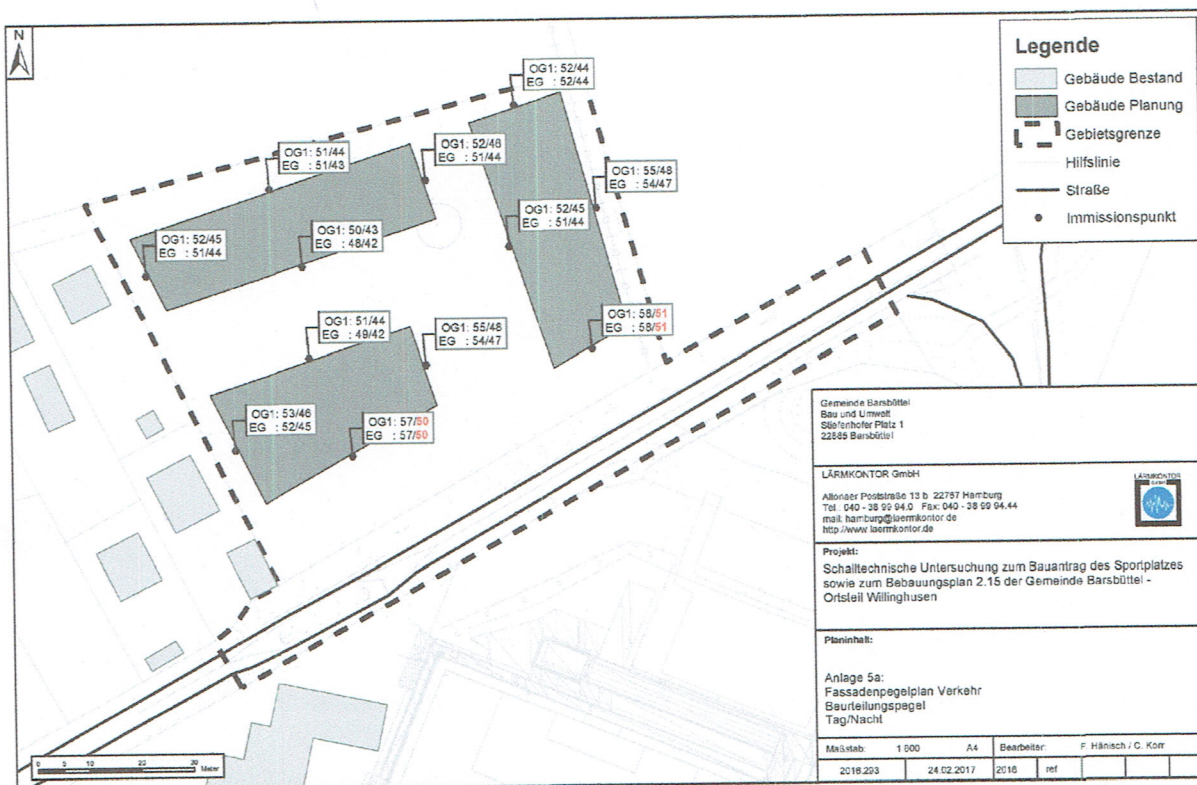 N
OG1: 52/44
EG : 52/44
OG1: 51/44
EG : 51/43
OG1: 52/46
EG : 51/44
OG1: 55/48
EG : 54/47
OG1: 52/45
EG : 51/44
OG1: 50/43
EG : 48/42
OG1: 52/45
EG : 51/44
OG1: 51/44
EG : 49/42
OG1: 55/48
EG : 54/47
OG1: 58/51
EG : 58/51
OG1: 53/46
EG : 52/45
OG1: 57/50
EG : 57/50
Legende
Gebäude Bestand
Gebäude Planung
Gebietsgrenze
Hilfslinie
Straße
Immissionspunkt
Gemeinde Barsbüttel
Bau und Umwelt
Stiefenhofer Platz 1
22885 Barsbüttel
LÄRMKONTOR GmbH
Altonaer Poststraße 13 b 22767 Hamburg
Tel.: 040 - 38 99 94.0 Fax: 040 - 38 99 94.44
mail: hamburg@laermkontor.de
http://www.laermkontor.de
LÄRMKONTOR
GmbH
Projekt:
Schalltechnische Untersuchung zum Bauantrag des Sportplatzes
sowie zum Bebauungsplan 2.15 der Gemeinde Barsbüttel -
Ortsteil Willinghusen
Planinhalt:
Anlage 5a:
Fassadenpegelplan Verkehr
Beurteilungspegel
Tag/Nacht
Maßstab: 1:800 A4 Bearbeiter: F. Hänisch / C. Korr
2016.293 24.02.2017 2016 ref
0 5 10 20 30 Meter